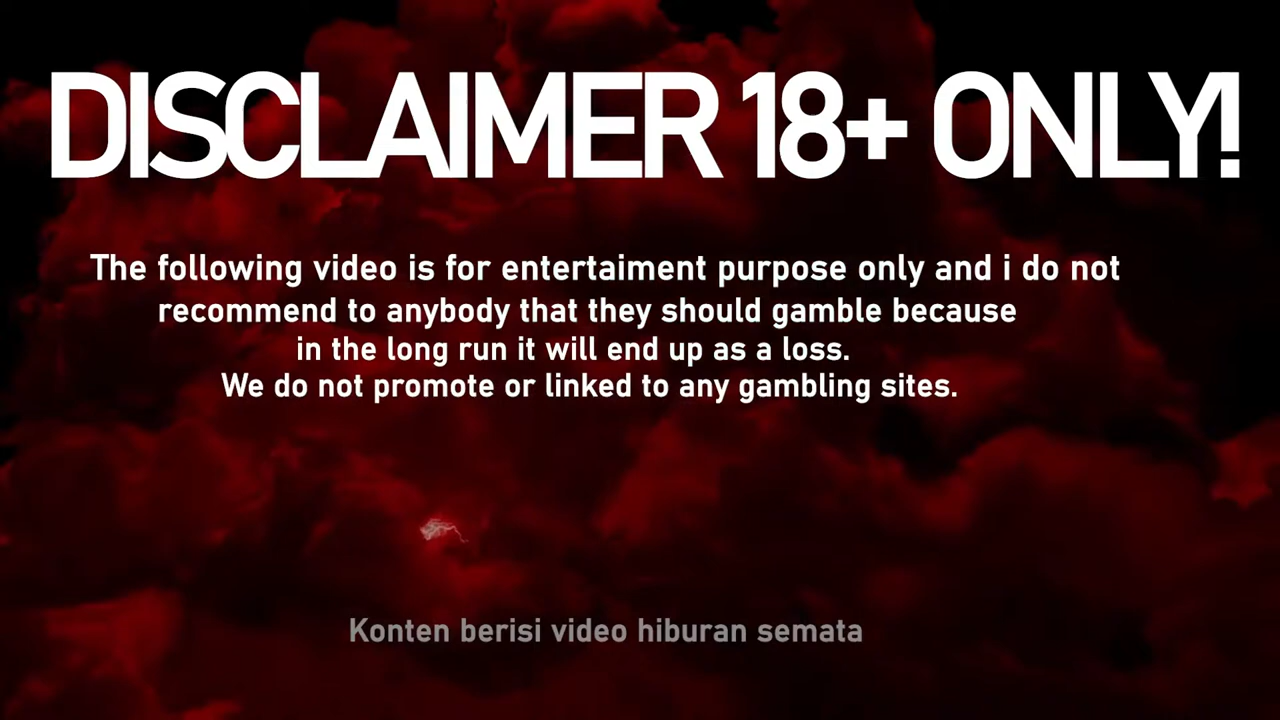 DISCLAIMER 18+ ONLY!
The following video is for entertaiment purpose only and i do not
recommend to anybody that they should gamble because
in the long run it will end up as a loss.
We do not promote or linked to any gambling sites.
Konten berisi video hiburan semata